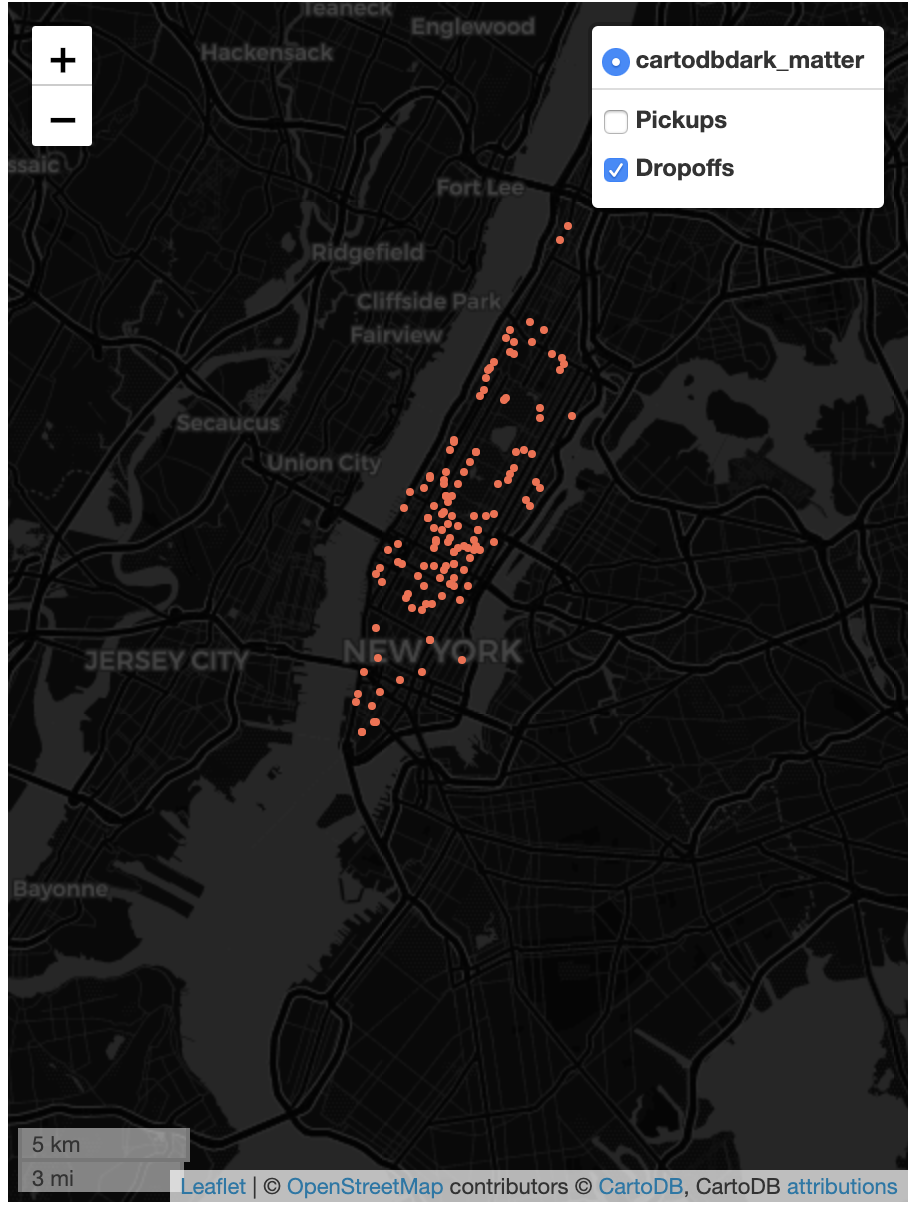 Teaneck
Englewood
+
Hackensack
cartodbdark_matter
−
Pickups
ssaic
Dropoffs
Fort Lee
Ridgefield
Cliffside Park
Fairview
Secaucus
Union City
NEW YORK
JERSEY CITY
Bayonne
5 km
3 mi
Leaflet | © OpenStreetMap contributors © CartoDB, CartoDB attributions